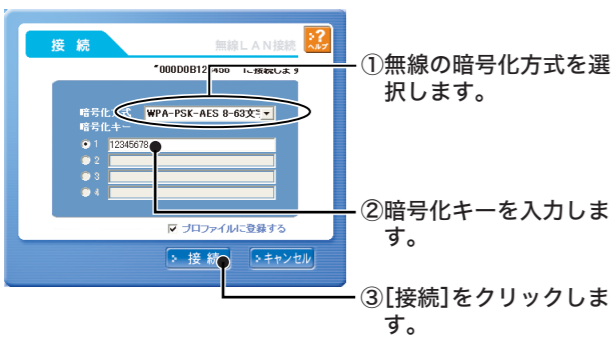 接 続
無線LAN接続
ヘルプ
"000D0B12 456 に接続します
暗号化方式 WPA-PSK-AES 8-63文字
暗号化キー
1 12345678
2
3
4
プロファイルに登録する
接 続
キャンセル
①無線の暗号化方式を選
択します。
②暗号化キーを入力しま
す。
③[接続]をクリックしま
す。